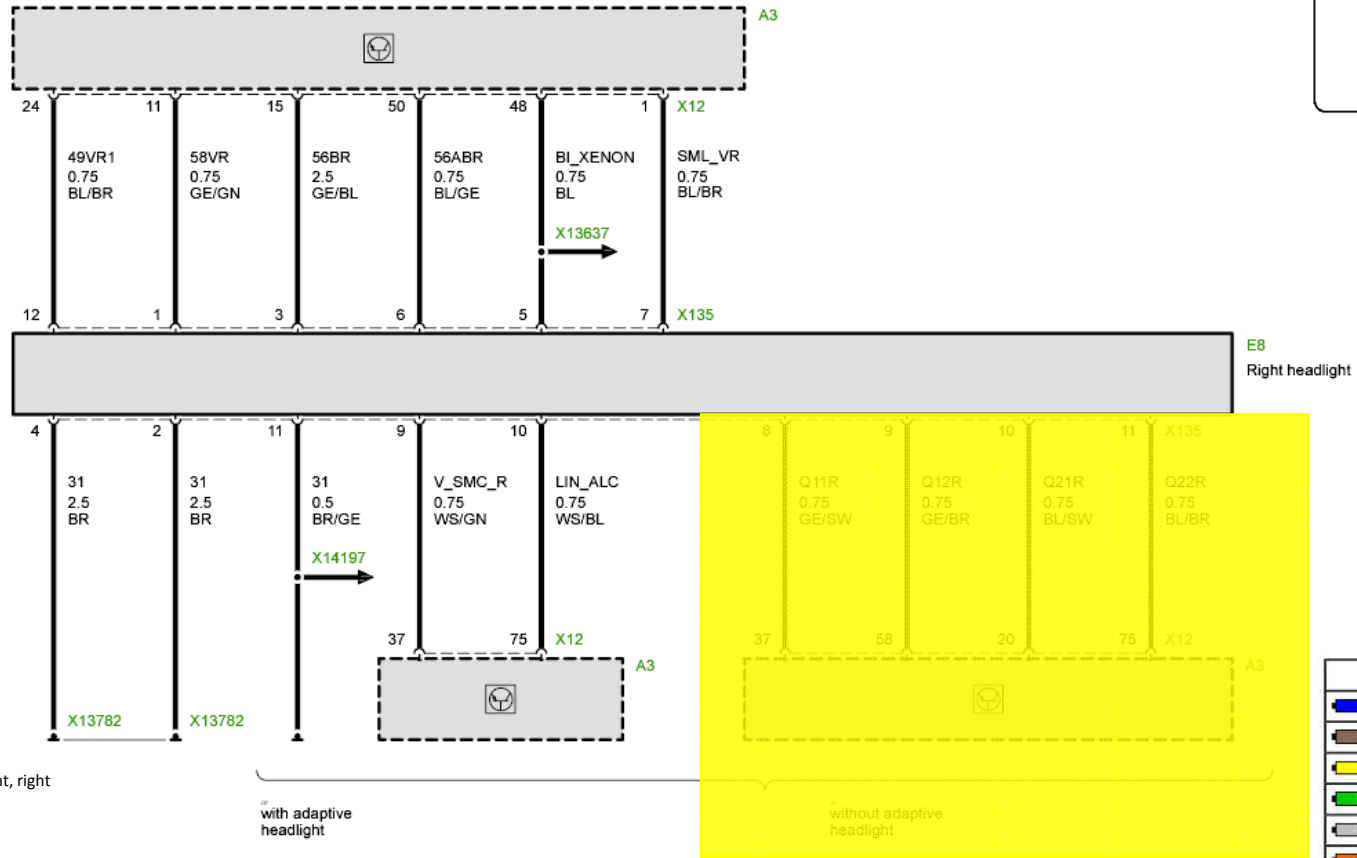 A3
24 11 15 50 48 1 X12
49VR1
0.75
BL/BR
58VR
0.75
GE/GN
56BR
2.5
GE/BL
56ABR
0.75
BL/GE
BI_XENON
0.75
BL
SML_VR
0.75
BL/BR
X13637
12 1 3 6 5 7 X135
E8
Right headlight
4 2 11 9 10 8 9 10 11 X135
31
2.5
BR
31
2.5
BR
31
0.5
BR/GE
V_SMC_R
0.75
WS/GN
LIN_ALC
0.75
WS/BL
Q11R
0.75
GE/SW
Q12R
0.75
GE/BR
Q21R
0.75
BL/SW
Q22R
0.75
BL/BR
X14197
37 75 X12 37 58 20 75 X12
A3 A3
X13782 X13782
right
with adaptive
headlight
without adaptive
headlight